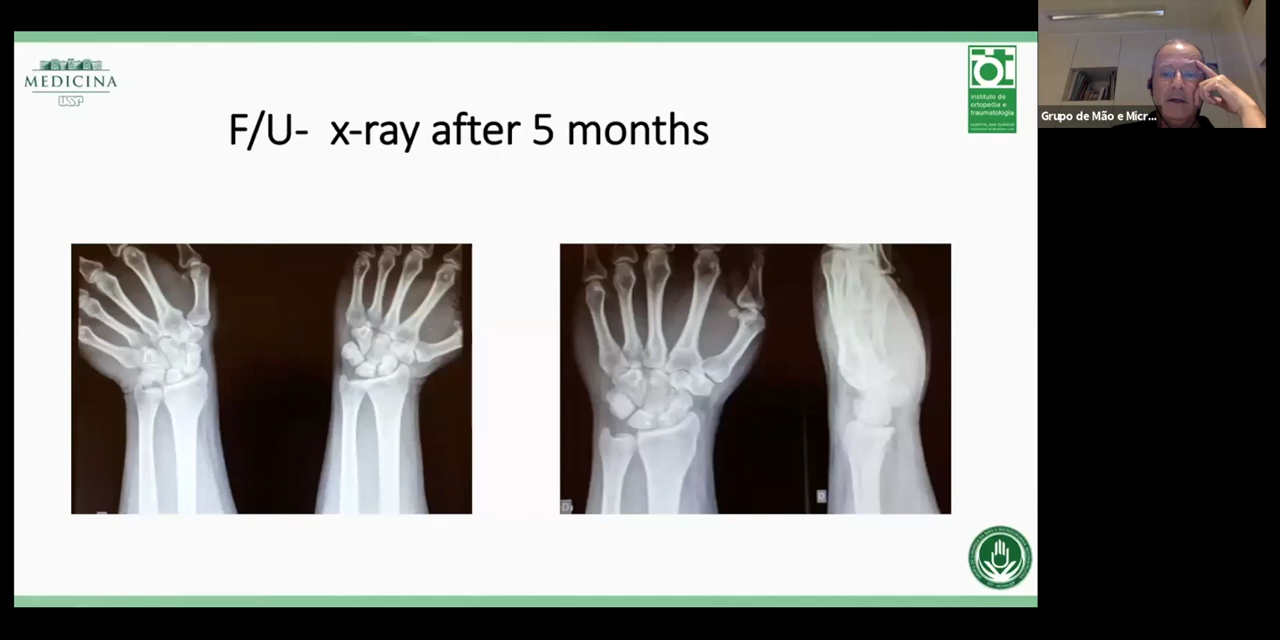 MEDICINA
USP
F/U- x-ray after 5 months
instituto de
ortopedia e
traumatologia
Grupo de Mão e Micr...
D